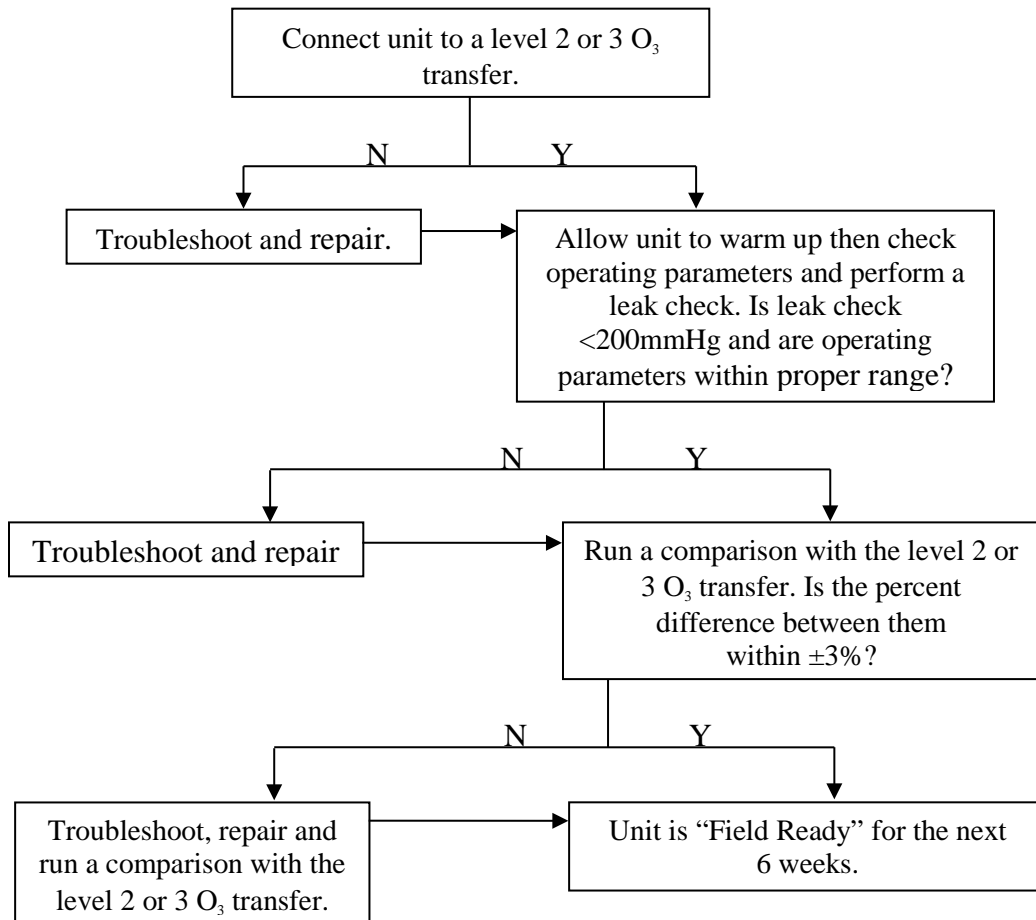 Connect unit to a level 2 or 3 O₃
transfer.
N
Y
Troubleshoot and repair.
Allow unit to warm up then check
operating parameters and perform a
leak check. Is leak check
<200mmHg and are operating
parameters within proper range?
N
Y
Troubleshoot and repair
Run a comparison with the level 2 or
3 O₃ transfer. Is the percent
difference between them
within ±3%?
N
Y
Troubleshoot, repair and
run a comparison with the
level 2 or 3 O₃ transfer.
Unit is “Field Ready” for the next
6 weeks.